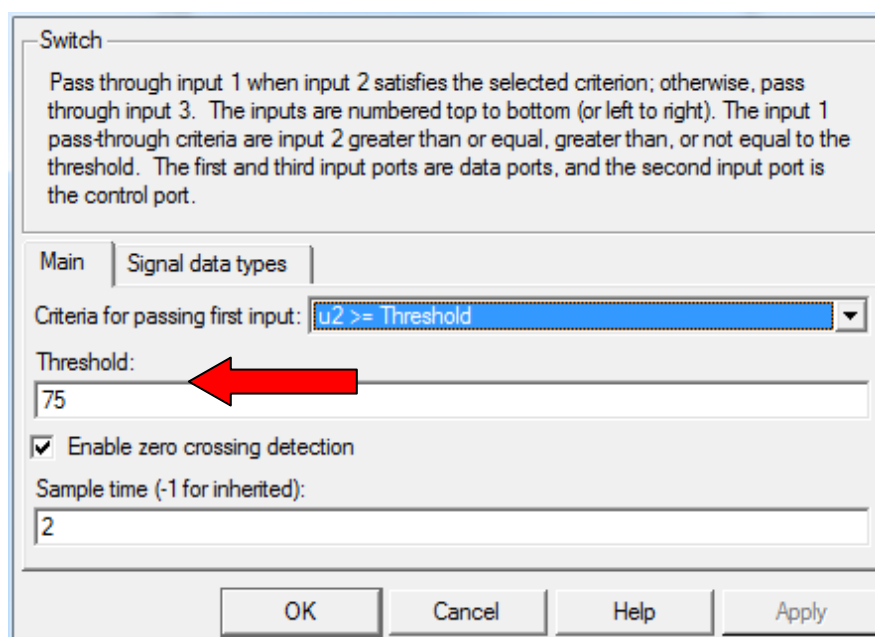 Switch
Pass through input 1 when input 2 satisfies the selected criterion; otherwise, pass
through input 3.  The inputs are numbered top to bottom (or left to right). The input 1
pass-through criteria are input 2 greater than or equal, greater than, or not equal to the
threshold.  The first and third input ports are data ports, and the second input port is
the control port.
Main Signal data types
Criteria for passing first input: u2 >= Threshold
Threshold:
75
Enable zero crossing detection
Sample time (-1 for inherited):
2
OK Cancel Help Apply